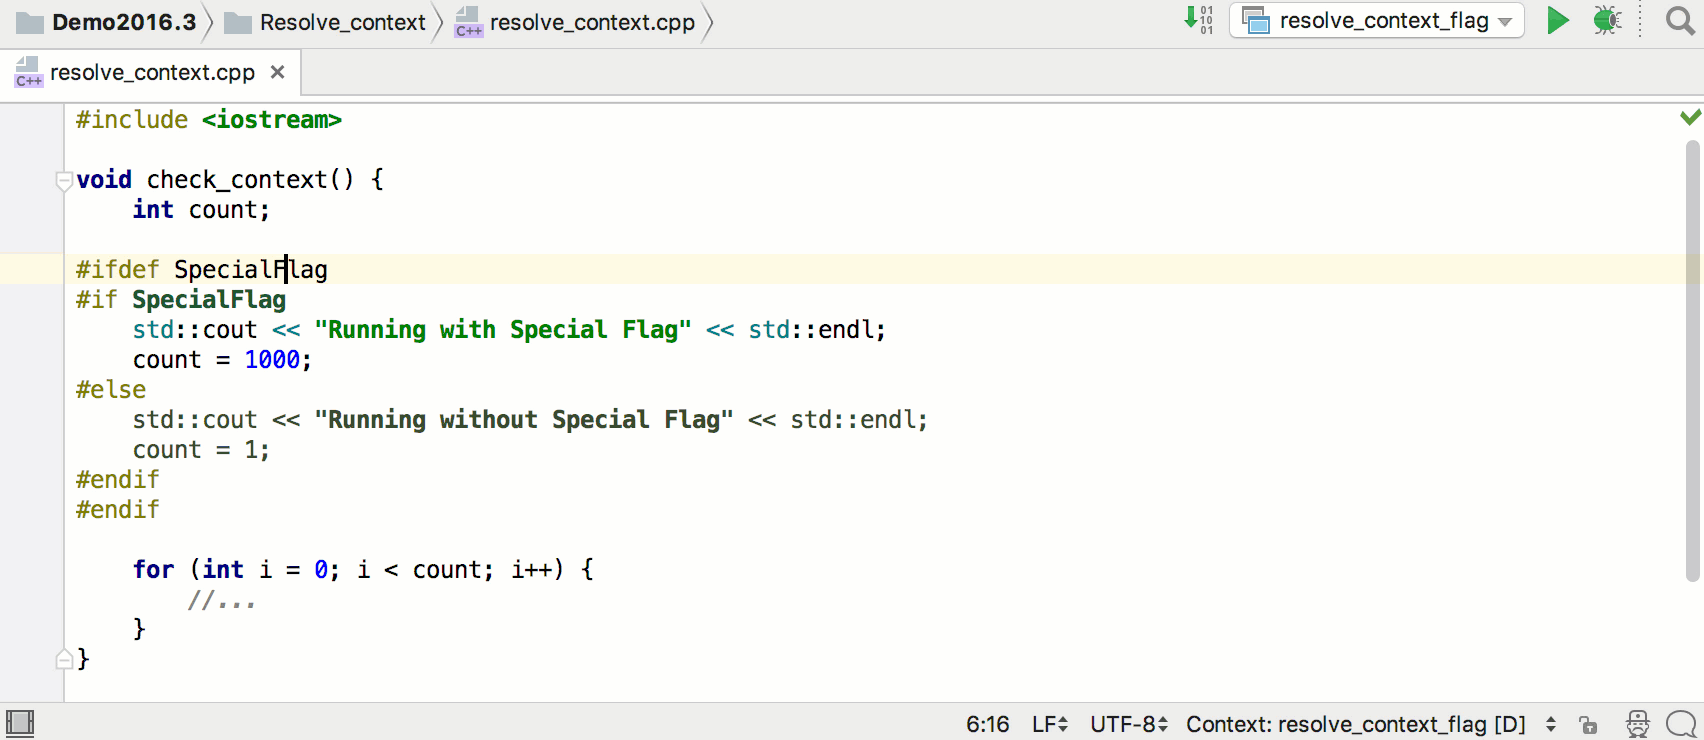 Demo2016.3 Resolve_context resolve_context.cpp resolve_context_flag
resolve_context.cpp
#include <iostream>
void check_context() {
    int count;
#ifdef SpecialFlag
#if SpecialFlag
    std::cout << "Running with Special Flag" << std::endl;
    count = 1000;
#else
    std::cout << "Running without Special Flag" << std::endl;
    count = 1;
#endif
#endif
    for (int i = 0; i < count; i++) {
        //...
    }
}
6:16 LF UTF-8 Context: resolve_context_flag [D]